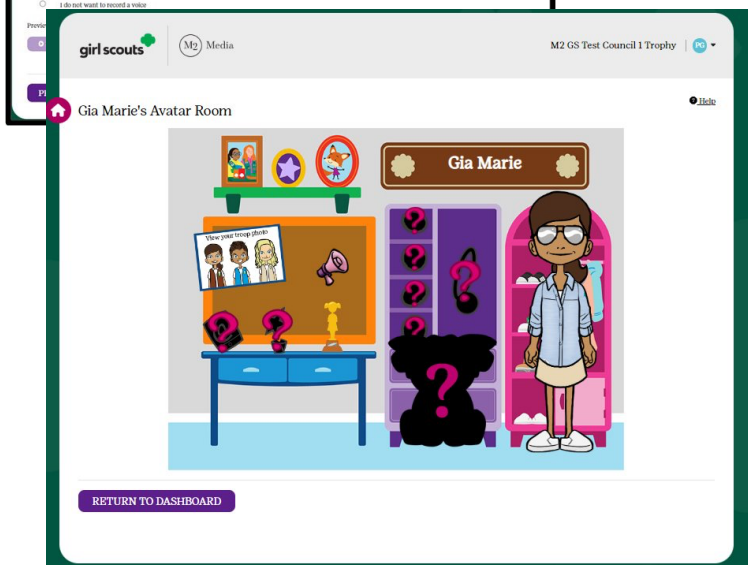 I do not want to record a voice
girl scouts
M2 Media
M2 GS Test Council 1 Trophy
PG
? Help
Gia Marie's Avatar Room
Gia Marie
View your troop photo
?
?
?
?
?
?
?
?
RETURN TO DASHBOARD